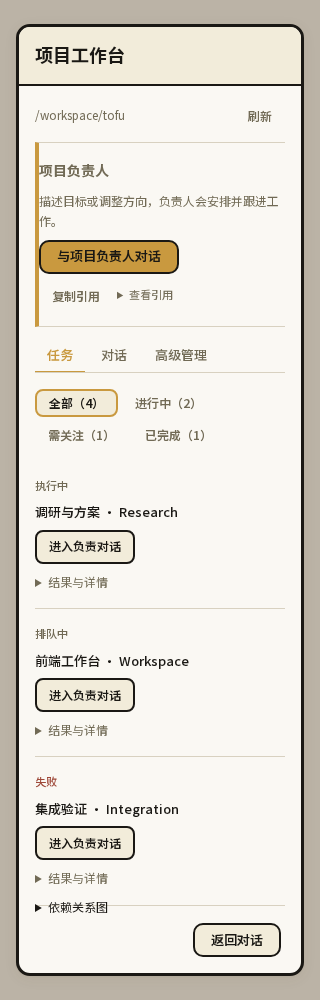 项目工作台
/workspace/tofu 刷新
项目负责人
描述目标或调整方向，负责人会安排并跟进工
作。
与项目负责人对话
复制引用 ▶ 查看引用
任务 对话 高级管理
全部（4） 进行中（2）
需关注（1） 已完成（1）
执行中
调研与方案 · Research
进入负责对话
▶ 结果与详情
排队中
前端工作台 · Workspace
进入负责对话
▶ 结果与详情
失败
集成验证 · Integration
进入负责对话
▶ 结果与详情
▶ 依赖关系图
返回对话